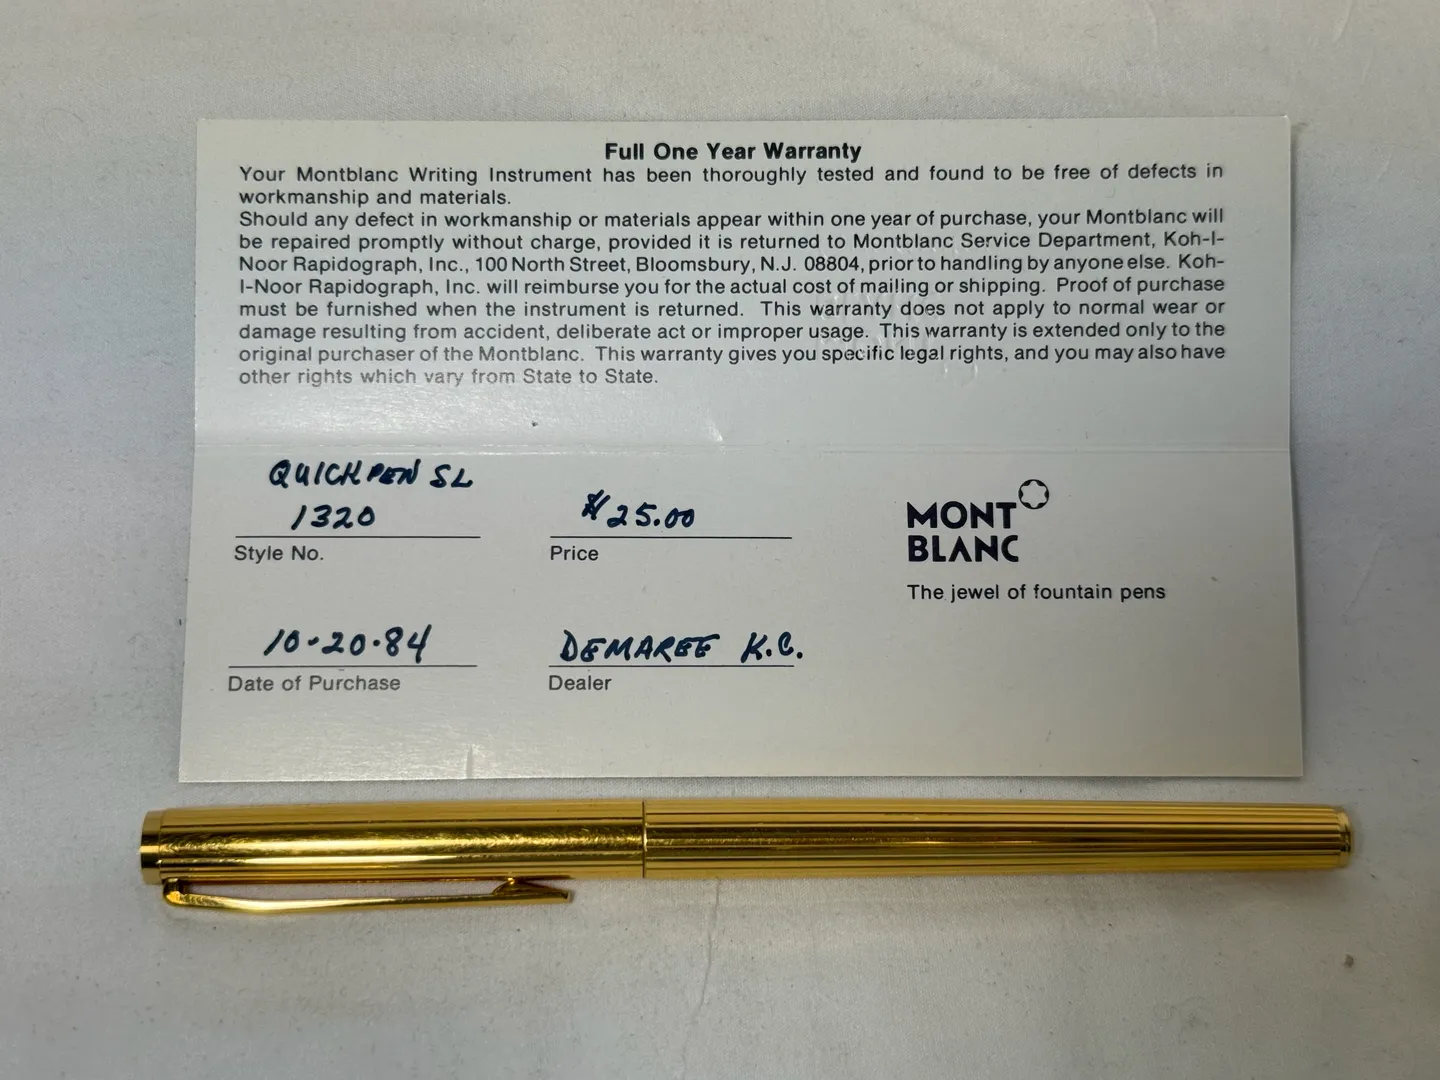 Full One Year Warranty
Your Montblanc Writing Instrument has been thoroughly tested and found to be free of defects in
workmanship and materials.
Should any defect in workmanship or materials appear within one year of purchase, your Montblanc will
be repaired promptly without charge, provided it is returned to Montblanc Service Department, Koh-I-
Noor Rapidograph, Inc., 100 North Street, Bloomsbury, N.J. 08804, prior to handling by anyone else. Koh-
I-Noor Rapidograph, Inc. will reimburse you for the actual cost of mailing or shipping. Proof of purchase
must be furnished when the instrument is returned. This warranty does not apply to normal wear or
damage resulting from accident, deliberate act or improper usage. This warranty is extended only to the
original purchaser of the Montblanc. This warranty gives you specific legal rights, and you may also have
other rights which vary from State to State.
QUICKPEN SL
1320
Style No.
$25.00
Price
MONT
BLANC
The jewel of fountain pens
10-20-84
Date of Purchase
DEMAREE K.C.
Dealer